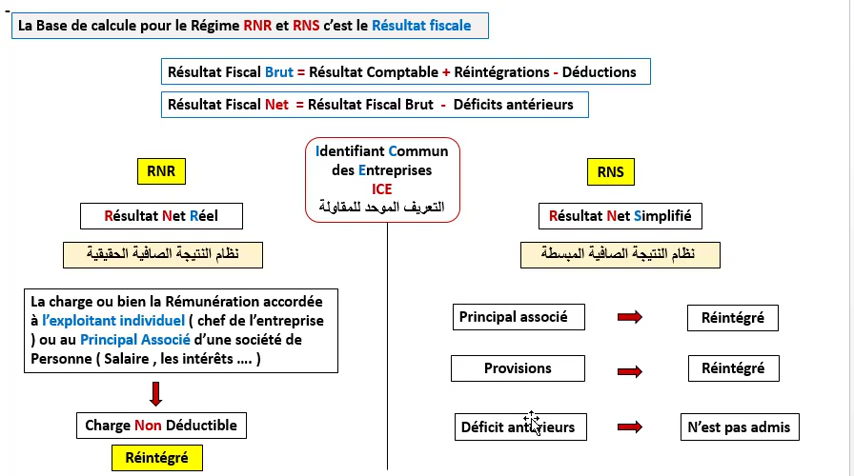 La Base de calcule pour le Régime RNR et RNS c’est le Résultat fiscale
Résultat Fiscal Brut = Résultat Comptable + Réintégrations - Déductions
Résultat Fiscal Net = Résultat Fiscal Brut - Déficits antérieurs
Identifiant Commun
des Entreprises
ICE
التعريف الموحد للمقاولة
RNR
Résultat Net Réel
نظام النتيجة الصافية الحقيقية
La charge ou bien la Rémunération accordée
à l’exploitant individuel ( chef de l’entreprise
) ou au Principal Associé d’une société de
Personne ( Salaire , les intérêts .... )
Charge Non Déductible
Réintégré
RNS
Résultat Net Simplifié
نظام النتيجة الصافية المبسطة
Principal associé
Réintégré
Provisions
Réintégré
Déficit antérieurs
N’est pas admis